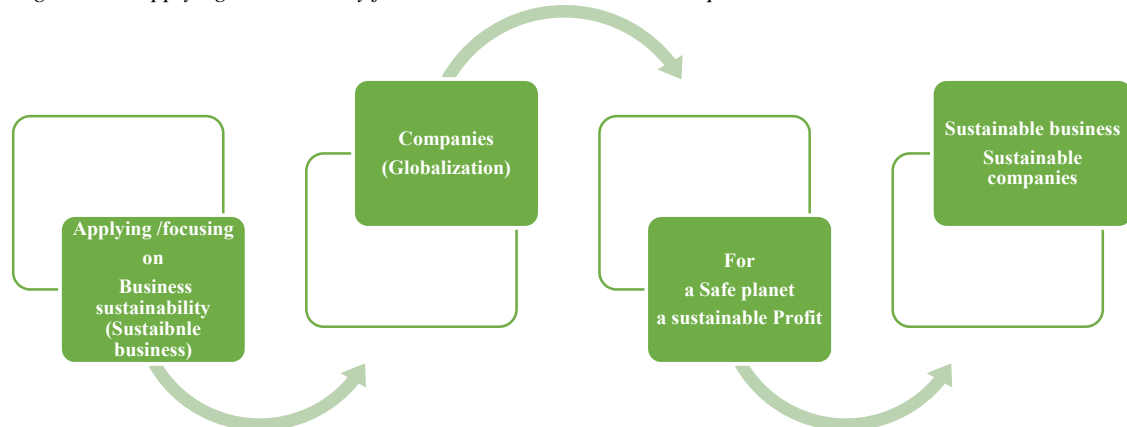 Applying /focusing
on
Business
sustainability
(Sustaibnle
business)
Companies
(Globalization)
For
a Safe planet
a sustainable Profit
Sustainable business
Sustainable
companies